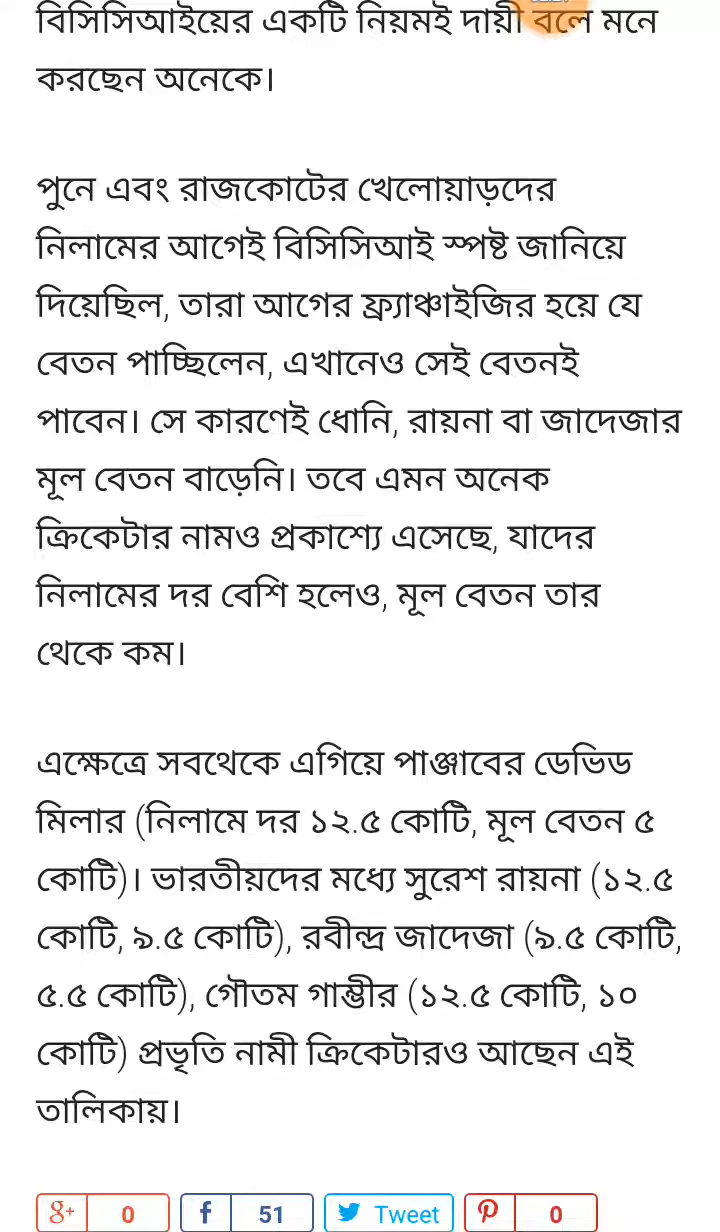 বিসিসিআইয়ের একটি নিয়মই দায়ী বলে মনে
করছেন অনেকে।
পুনে এবং রাজকোটের খেলোয়াড়দের
নিলামের আগেই বিসিসিআই স্পষ্ট জানিয়ে
দিয়েছিল, তারা আগের ফ্র্যাঞ্চাইজির হয়ে যে
বেতন পাচ্ছিলেন, এখানেও সেই বেতনই
পাবেন। সে কারণেই ধোনি, রায়না বা জাদেজার
মূল বেতন বাড়েনি। তবে এমন অনেক
ক্রিকেটার নামও প্রকাশ্যে এসেছে, যাদের
নিলামের দর বেশি হলেও, মূল বেতন তার
থেকে কম।
এক্ষেত্রে সবথেকে এগিয়ে পাঞ্জাবের ডেভিড
মিলার (নিলামে দর ১২.৫ কোটি, মূল বেতন ৫
কোটি)। ভারতীয়দের মধ্যে সুরেশ রায়না (১২.৫
কোটি, ৯.৫ কোটি), রবীন্দ্র জাদেজা (৯.৫ কোটি,
৫.৫ কোটি), গৌতম গাম্ভীর (১২.৫ কোটি, ১০
কোটি) প্রভৃতি নামী ক্রিকেটারও আছেন এই
তালিকায়।
8+ 0 f 51 Tweet 0